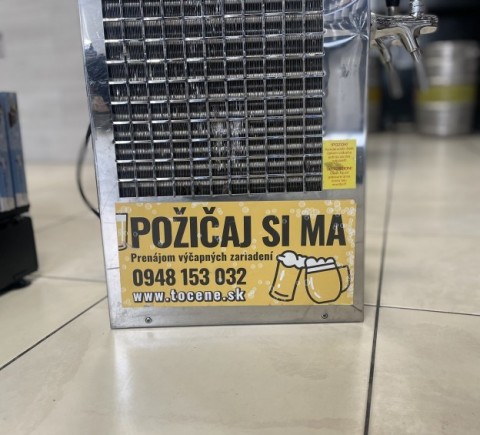 POŽIČAJ SI MA
Prenájom výčapných zariadení
0948 153 032
www.tocene.sk